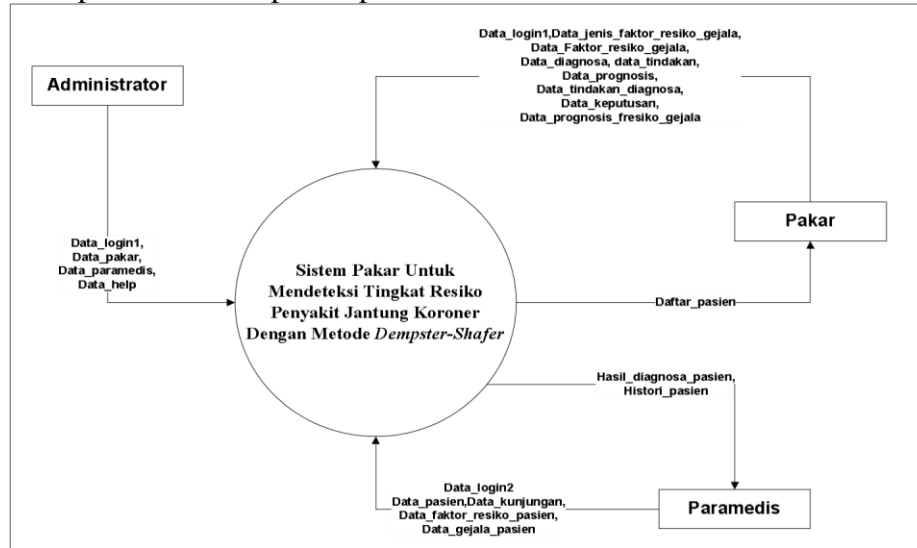 Data_login1,Data_jenis_faktor_resiko_gejala,
Data_Faktor_resiko_gejala,
Data_diagnosa, data_tindakan,
Data_prognosis,
Data_tindakan_diagnosa,
Data_keputusan,
Data_prognosis_fresiko_gejala
Administrator
Pakar
Data_login1,
Data_pakar,
Data_paramedis,
Data_help
Sistem Pakar Untuk
Mendeteksi Tingkat Resiko
Penyakit Jantung Koroner
Dengan Metode Dempster-Shafer
Daftar_pasien
Hasil_diagnosa_pasien,
Histori_pasien
Data_login2
Data_pasien,Data_kunjungan,
Data_faktor_resiko_pasien,
Data_gejala_pasien
Paramedis